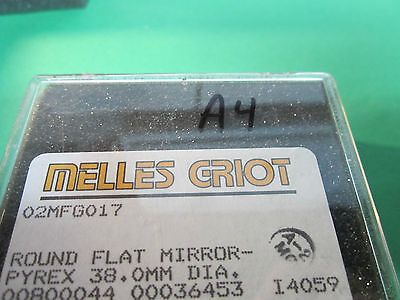 A4
MELLES GRIOT
02MFG017
ROUND FLAT MIRROR-
PYREX 38.0MM DIA.
00800044 00036453 I4059